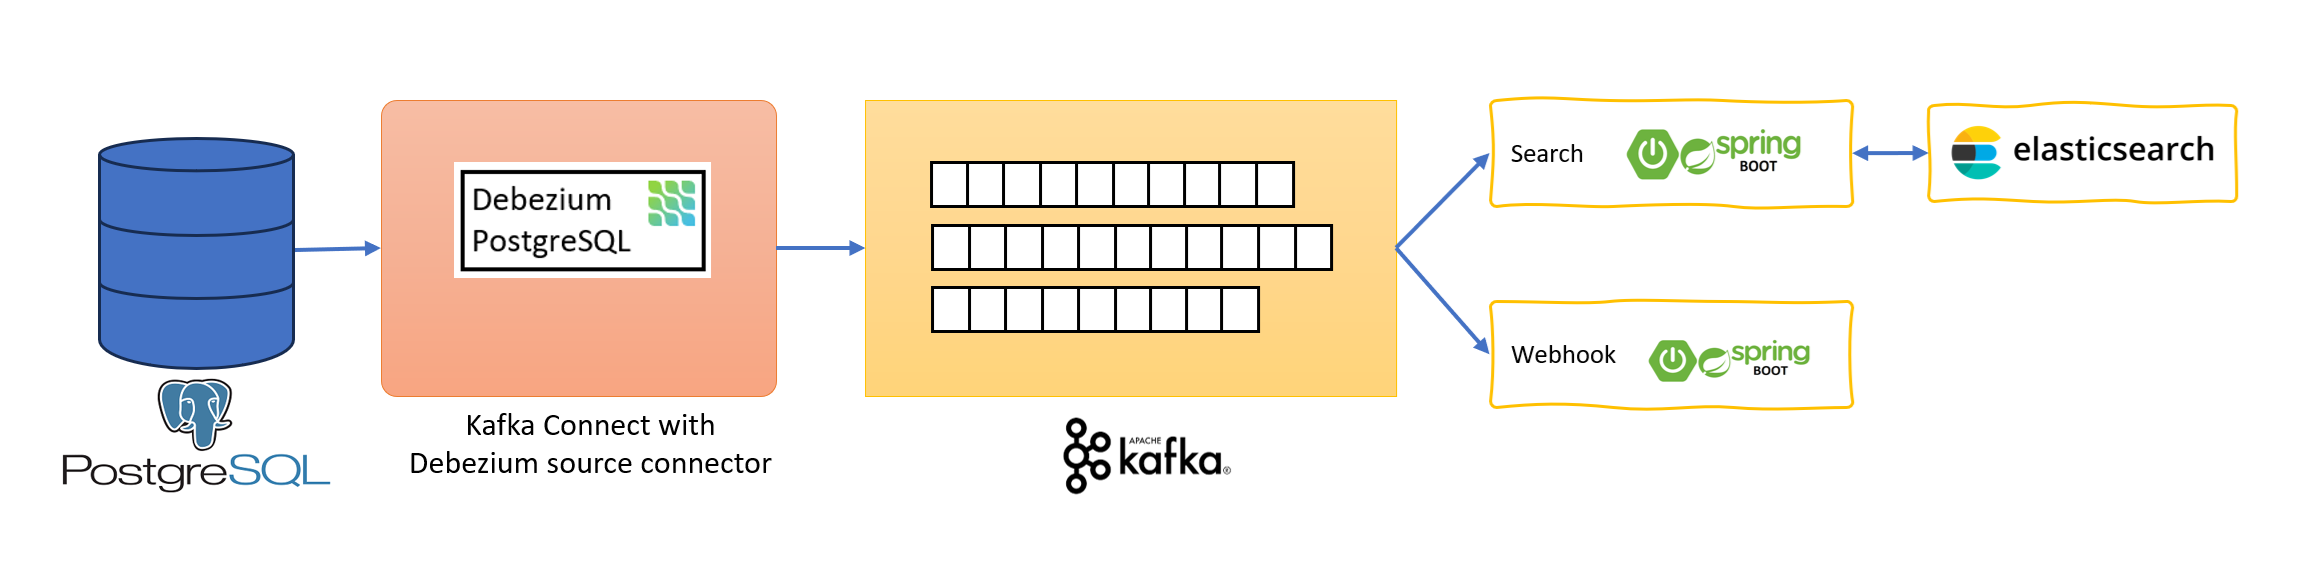 PostgreSQL
Debezium
PostgreSQL
Kafka Connect with
Debezium source connector
APACHE
kafka®
Search
spring
BOOT
elasticsearch
Webhook
spring
BOOT